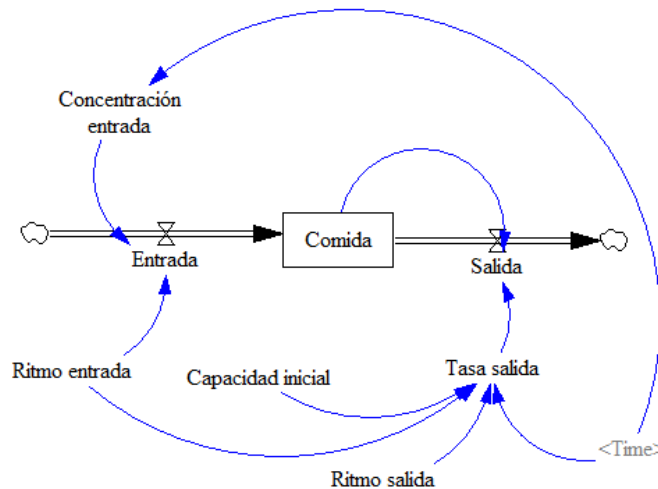 Concentración
entrada
Comida
Entrada
Salida
Ritmo entrada
Capacidad inicial
Tasa salida
<Time>
Ritmo salida